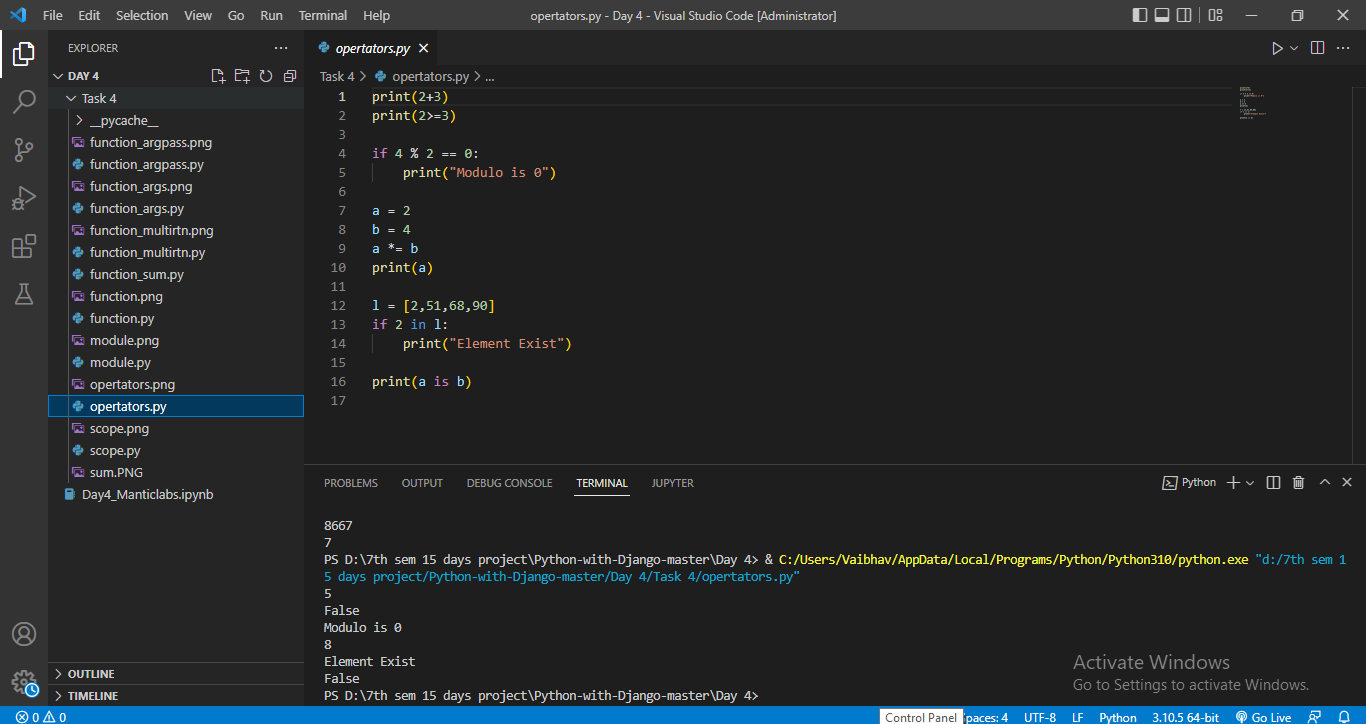 File Edit Selection View Go Run Terminal Help
opertators.py - Day 4 - Visual Studio Code [Administrator]
EXPLORER
DAY 4
Task 4
__pycache__
function_argpass.png
function_argpass.py
function_args.png
function_args.py
function_multirtn.png
function_multirtn.py
function_sum.py
function.png
function.py
module.png
module.py
opertators.png
opertators.py
scope.png
scope.py
sum.PNG
Day4_Manticlabs.ipynb
OUTLINE
TIMELINE
opertators.py
Task 4 > opertators.py > ...
1 print(2+3)
2 print(2>=3)
3
4 if 4 % 2 == 0:
5     print("Modulo is 0")
6
7 a = 2
8 b = 4
9 a *= b
10 print(a)
11
12 l = [2,51,68,90]
13 if 2 in l:
14     print("Element Exist")
15
16 print(a is b)
17
PROBLEMS OUTPUT DEBUG CONSOLE TERMINAL JUPYTER
Python
8667
7
PS D:\7th sem 15 days project\Python-with-Django-master\Day 4> & C:/Users/Vaibhav/AppData/Local/Programs/Python/Python310/python.exe "d:/7th sem 1
5 days project/Python-with-Django-master/Day 4/Task 4/opertators.py"
5
False
Modulo is 0
8
Element Exist
False
PS D:\7th sem 15 days project\Python-with-Django-master\Day 4>
Activate Windows
Go to Settings to activate Windows.
0 0
Control Panel paces: 4 UTF-8 LF Python 3.10.5 64-bit Go Live